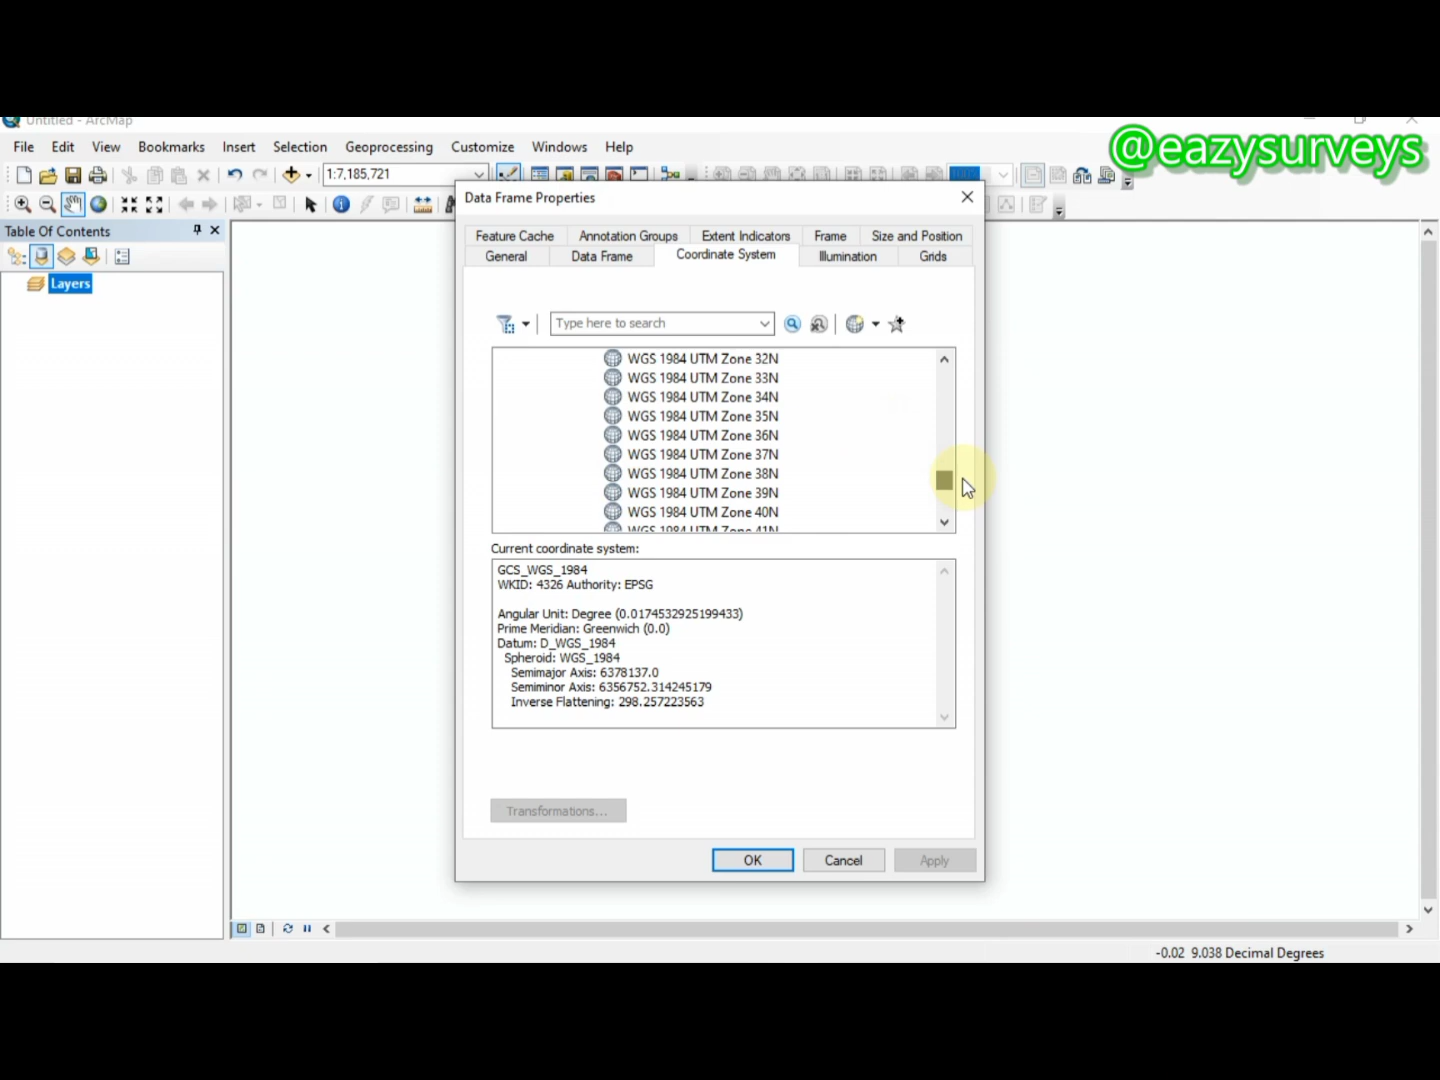 Untitled - ArcMap
@eazysurveys
File Edit View Bookmarks Insert Selection Geoprocessing Customize Windows Help
1:7,185,721
Data Frame Properties
Table Of Contents
Layers
Feature Cache Annotation Groups Extent Indicators Frame Size and Position
General Data Frame Coordinate System Illumination Grids
Type here to search
WGS 1984 UTM Zone 32N
WGS 1984 UTM Zone 33N
WGS 1984 UTM Zone 34N
WGS 1984 UTM Zone 35N
WGS 1984 UTM Zone 36N
WGS 1984 UTM Zone 37N
WGS 1984 UTM Zone 38N
WGS 1984 UTM Zone 39N
WGS 1984 UTM Zone 40N
WGS 1984 UTM Zone 41N
Current coordinate system:
GCS_WGS_1984
WKID: 4326 Authority: EPSG
Angular Unit: Degree (0.0174532925199433)
Prime Meridian: Greenwich (0.0)
Datum: D_WGS_1984
Spheroid: WGS_1984
Semimajor Axis: 6378137.0
Semiminor Axis: 6356752.314245179
Inverse Flattening: 298.257223563
Transformations...
OK Cancel Apply
-0.02 9.038 Decimal Degrees